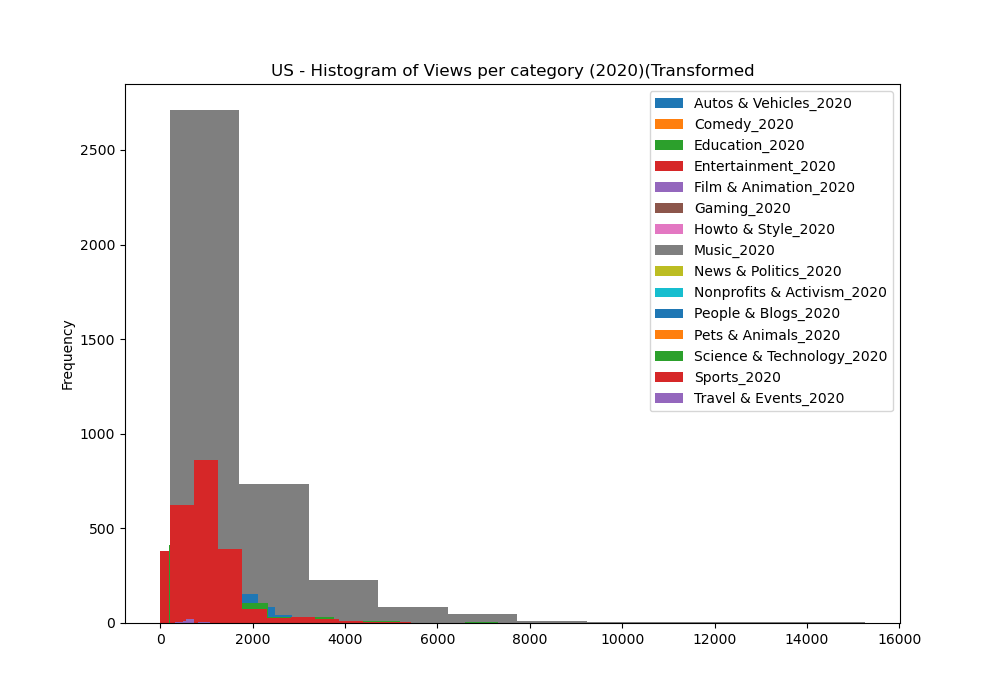 US - Histogram of Views per category (2020)(Transformed
Frequency
2500
2000
1500
1000
500
0
0 2000 4000 6000 8000 10000 12000 14000 16000
Autos & Vehicles_2020
Comedy_2020
Education_2020
Entertainment_2020
Film & Animation_2020
Gaming_2020
Howto & Style_2020
Music_2020
News & Politics_2020
Nonprofits & Activism_2020
People & Blogs_2020
Pets & Animals_2020
Science & Technology_2020
Sports_2020
Travel & Events_2020